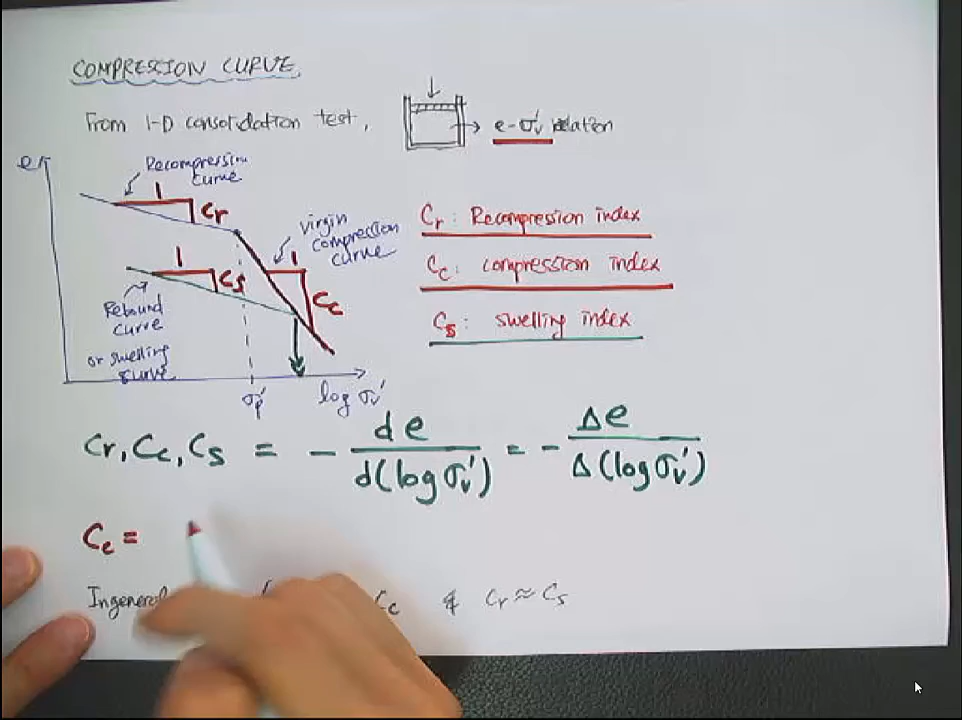 COMPRESSION CURVE
From 1-D consolidation test,
e-σv' relation
e
Recompression
curve
1
Cr
virgin
compression
curve
1
Cc
1
Cs
Rebound
curve
or swelling
curve
σp'
log σv'
Cr: Recompression index
Cc: compression index
Cs: swelling index
Cr, Cc, Cs = - de / d(log σv') = - Δe / Δ(log σv')
Cc =
In general
Cc & Cr ≈ Cs